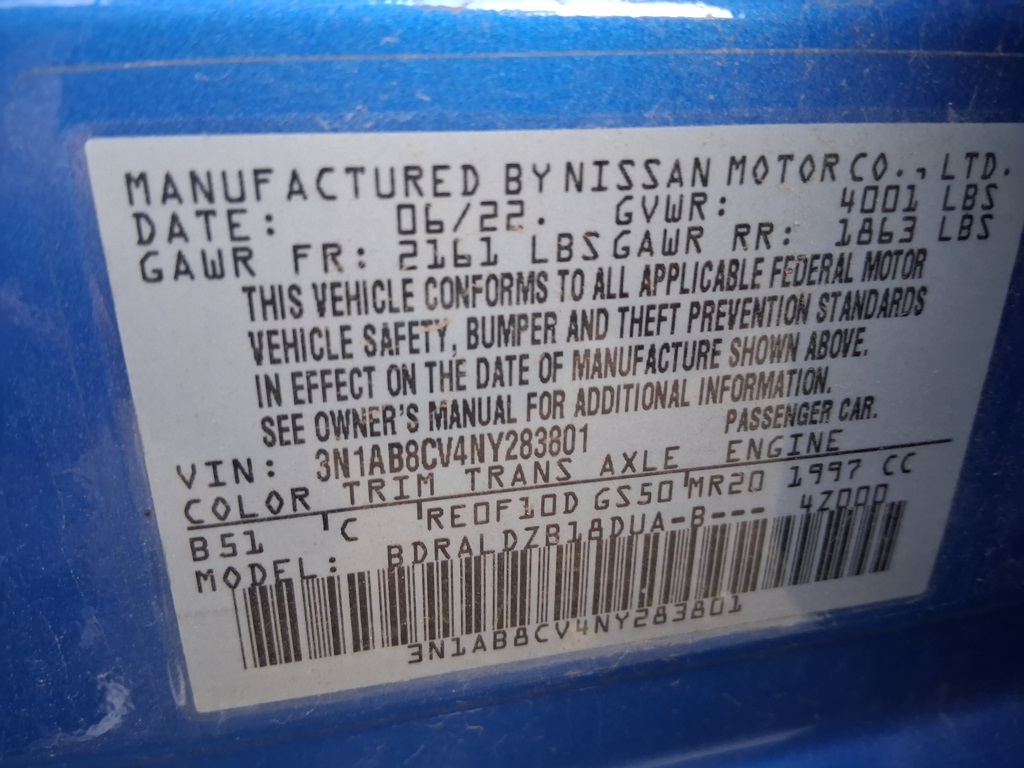 MANUFACTURED BY NISSAN MOTOR CO., LTD.
DATE: 06/22. GVWR: 4001 LBS
GAWR FR: 2161 LBS GAWR RR: 1863 LBS
THIS VEHICLE CONFORMS TO ALL APPLICABLE FEDERAL MOTOR
VEHICLE SAFETY, BUMPER AND THEFT PREVENTION STANDARDS
IN EFFECT ON THE DATE OF MANUFACTURE SHOWN ABOVE.
SEE OWNER'S MANUAL FOR ADDITIONAL INFORMATION.
VIN: 3N1AB8CV4NY283801 PASSENGER CAR.
COLOR TRIM TRANS AXLE ENGINE
B51 C RE0F10D GS50 MR20 1997 CC
MODEL: BDRALDZB18DUA-B--- 4Z000
3N1AB8CV4NY283801